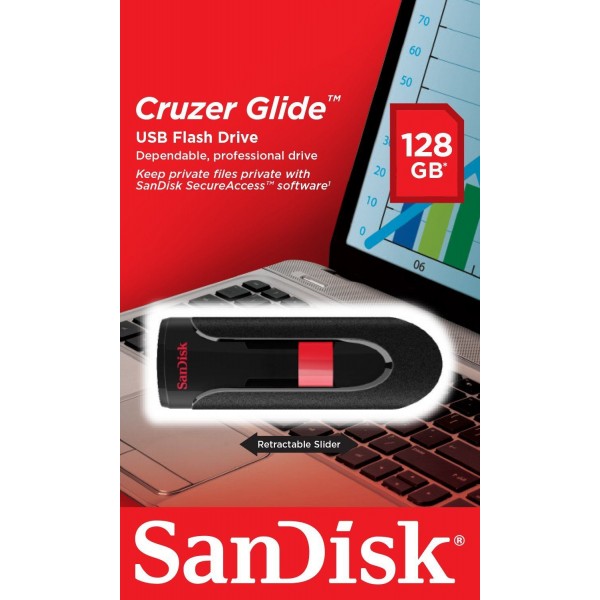 Cruzer Glide™
USB Flash Drive
Dependable, professional drive
Keep private files private with
SanDisk SecureAccess™ software¹
128
GB*
70
60
50
40
30
20
10
0
06
SanDisk
Retractable Slider
SanDisk®